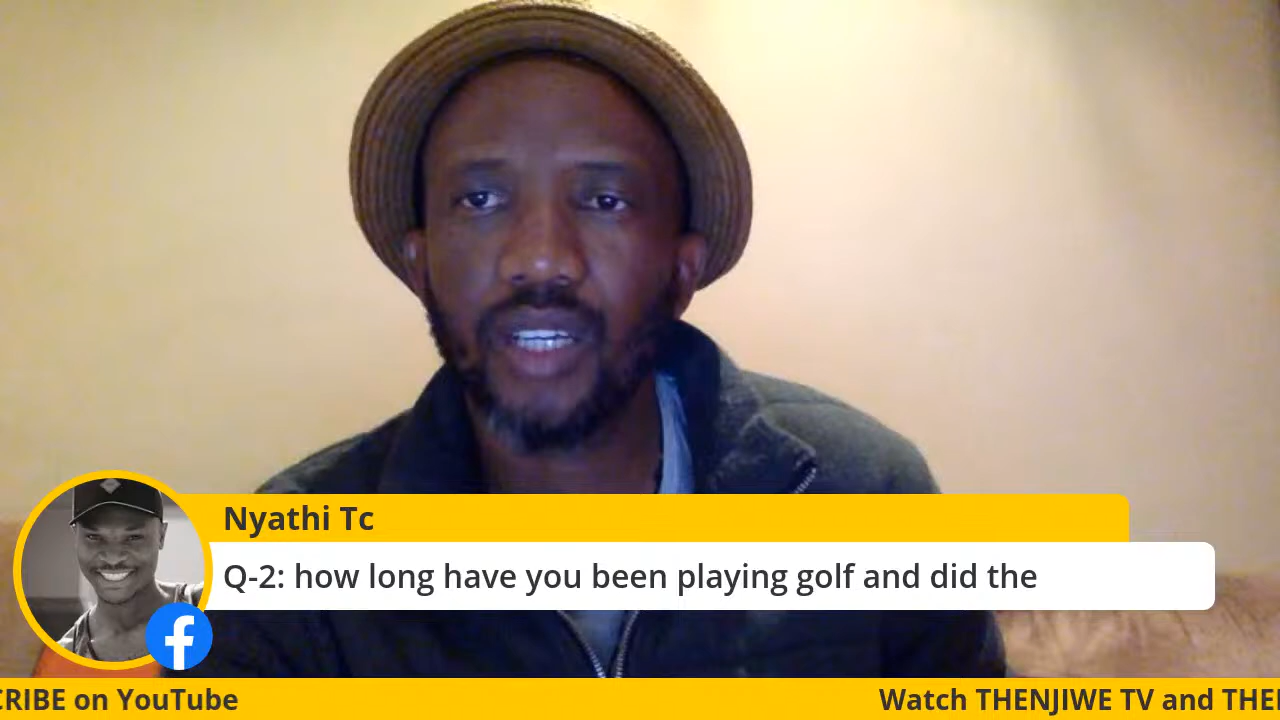 Nyathi Tc
Q-2: how long have you been playing golf and did the
CRIBE on YouTube Watch THENJIWE TV and THE